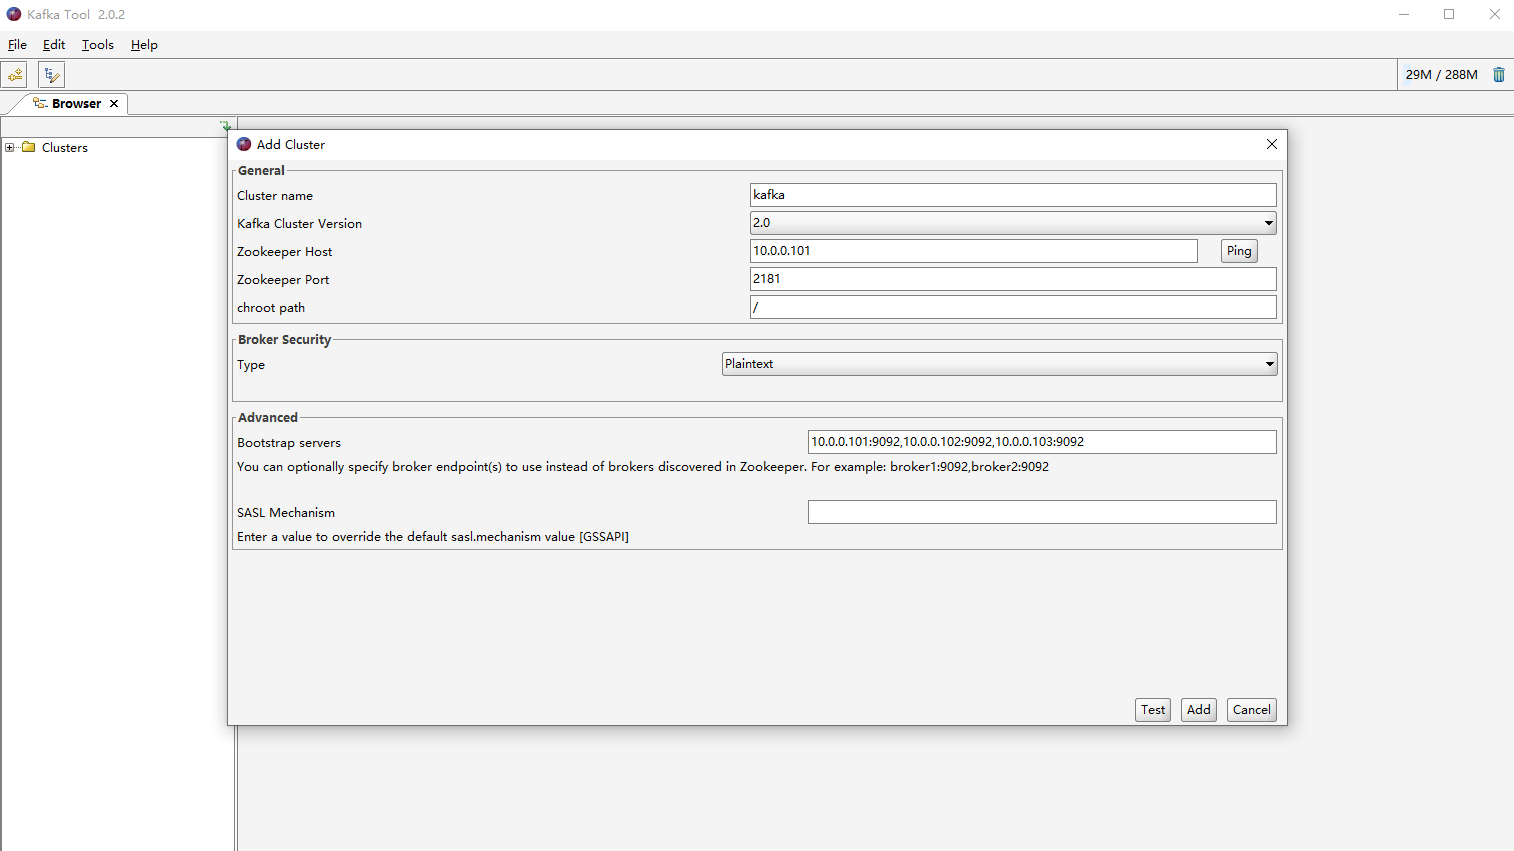 Kafka Tool 2.0.2
File Edit Tools Help
29M / 288M
Browser
Clusters
Add Cluster
General
Cluster name kafka
Kafka Cluster Version 2.0
Zookeeper Host 10.0.0.101 Ping
Zookeeper Port 2181
chroot path /
Broker Security
Type Plaintext
Advanced
Bootstrap servers 10.0.0.101:9092,10.0.0.102:9092,10.0.0.103:9092
You can optionally specify broker endpoint(s) to use instead of brokers discovered in Zookeeper. For example: broker1:9092,broker2:9092
SASL Mechanism
Enter a value to override the default sasl.mechanism value [GSSAPI]
Test Add Cancel